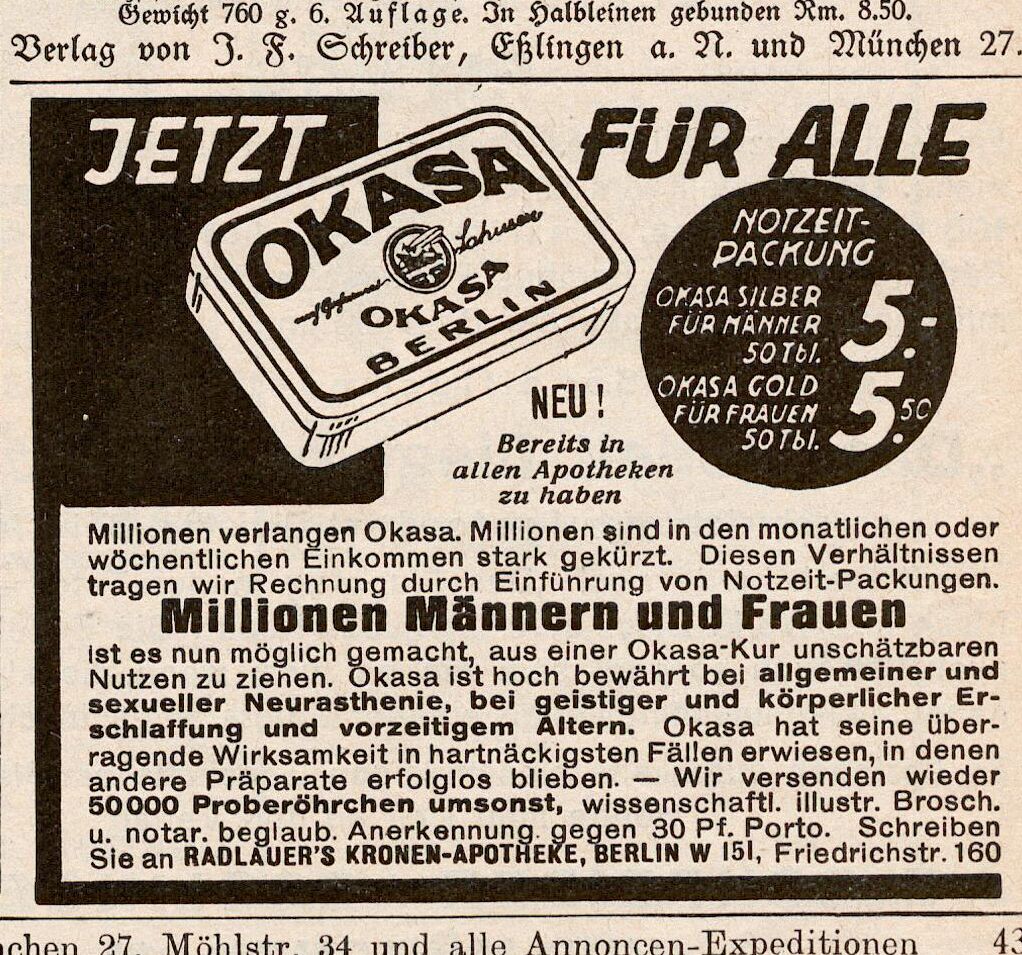 Gewicht 760 g. 6. Auflage. In Halbleinen gebunden Rm. 8.50.
Verlag von J. F. Schreiber, Eßlingen a. N. und München 27.
JETZT FÜR ALLE
OKASA
Lahusen
OKASA
BERLIN
NOTZEIT-
PACKUNG
OKASA SILBER
FÜR MÄNNER
50 Tbl. 5.-
OKASA GOLD
FÜR FRAUEN
50 Tbl. 5.50
NEU!
Bereits in
allen Apotheken
zu haben
Millionen verlangen Okasa. Millionen sind in den monatlichen oder
wöchentlichen Einkommen stark gekürzt. Diesen Verhältnissen
tragen wir Rechnung durch Einführung von Notzeit-Packungen.
Millionen Männern und Frauen
ist es nun möglich gemacht, aus einer Okasa-Kur unschätzbaren
Nutzen zu ziehen. Okasa ist hoch bewährt bei allgemeiner und
sexueller Neurasthenie, bei geistiger und körperlicher Er-
schlaffung und vorzeitigem Altern. Okasa hat seine über-
ragende Wirksamkeit in hartnäckigsten Fällen erwiesen, in denen
andere Präparate erfolglos blieben. — Wir versenden wieder
50000 Proberöhrchen umsonst, wissenschaftl. illustr. Brosch.
u. notar. beglaub. Anerkennung. gegen 30 Pf. Porto. Schreiben
Sie an RADLAUER'S KRONEN-APOTHEKE, BERLIN W 151, Friedrichstr. 160
27, Möhlstr. 34 und alle Annoncen-Expeditionen 43